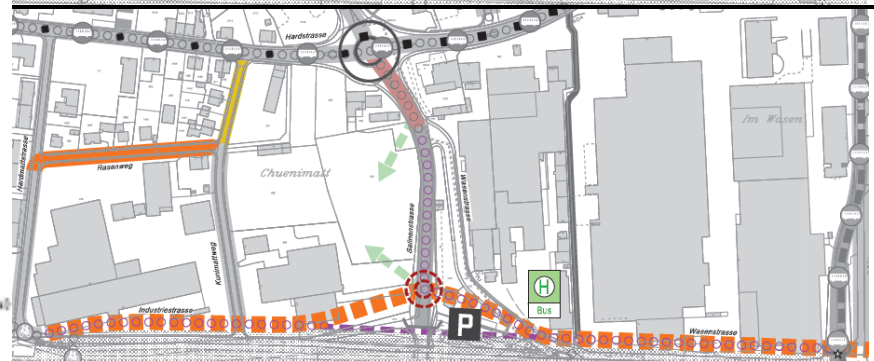 Hardstrasse
Im Wasen
Hardmattstrasse
Rasenweg
Chuenimatt
Wasenstrasse
Salinenstrasse
Kunimattweg
H
Bus
Industriestrasse
P
Wasenstrasse